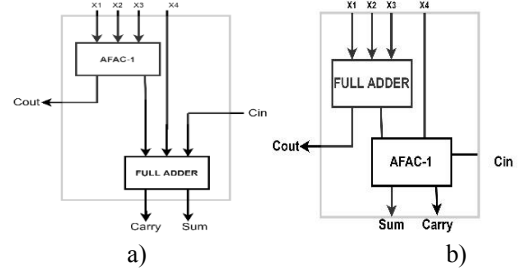 X1 X2 X3 X4
AFAC-1
Cout
Cin
FULL ADDER
Carry Sum
a)
X1 X2 X3 X4
FULL ADDER
Cout
AFAC-1
Cin
Sum Carry
b)